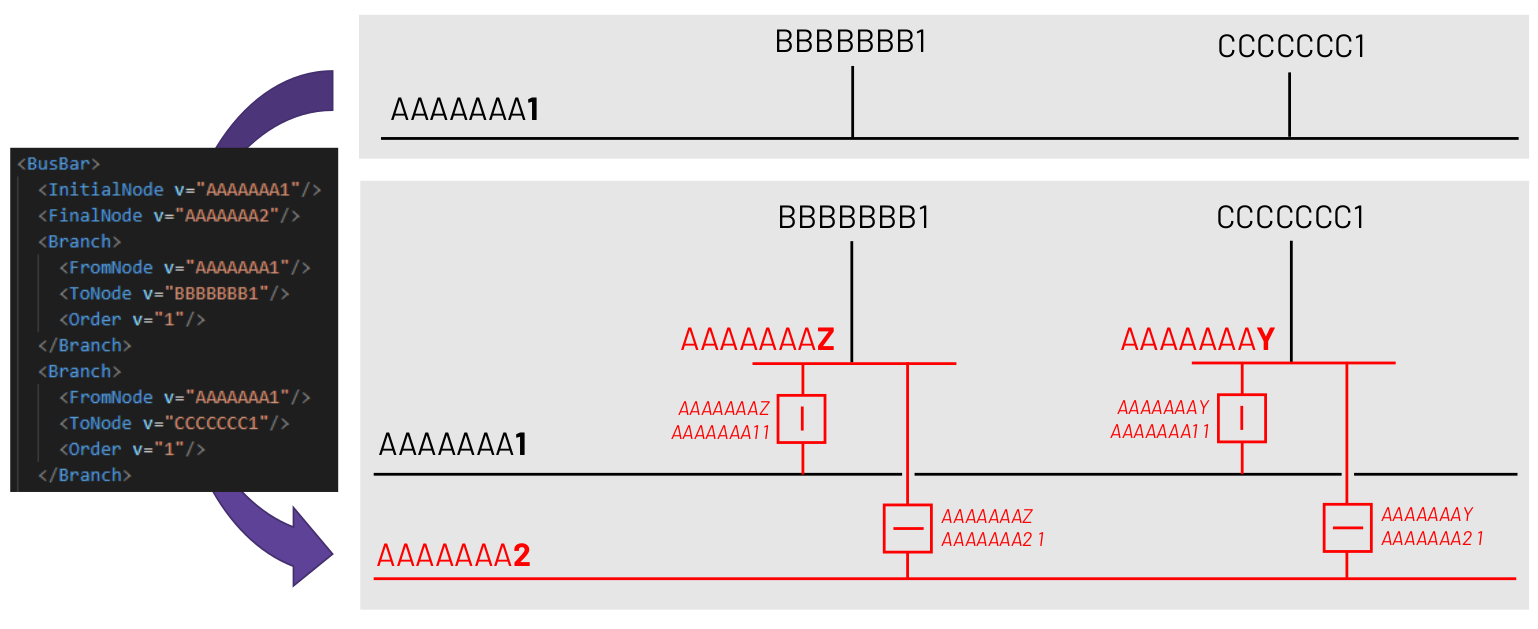 <BusBar>
<InitialNode v="AAAAAAA1"/>
<FinalNode v="AAAAAAA2"/>
<Branch>
<FromNode v="AAAAAAA1"/>
<ToNode v="BBBBBBB1"/>
<Order v="1"/>
</Branch>
<Branch>
<FromNode v="AAAAAAA1"/>
<ToNode v="CCCCCCC1"/>
<Order v="1"/>
</Branch>
BBBBBBB1
CCCCCCC1
AAAAAAA1
BBBBBBB1
CCCCCCC1
AAAAAAAZ
AAAAAAAY
AAAAAAAZ
AAAAAAA11
AAAAAAAY
AAAAAAA11
AAAAAAA1
AAAAAAAZ
AAAAAAA2 1
AAAAAAAY
AAAAAAA2 1
AAAAAAA2